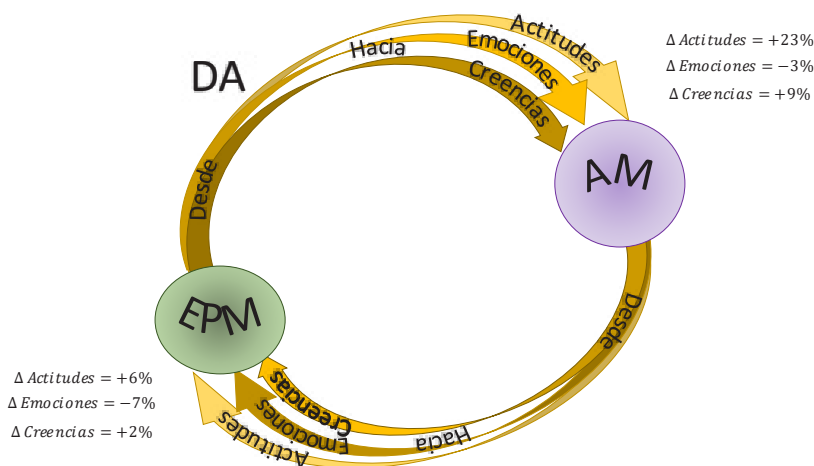 DA
Desde
Hacia
Actitudes
Emociones
Creencias
Δ Actitudes = +23%
Δ Emociones = −3%
Δ Creencias = +9%
AM
Desde
Hacia
Creencias
Emociones
Actitudes
EPM
Δ Actitudes = +6%
Δ Emociones = −7%
Δ Creencias = +2%